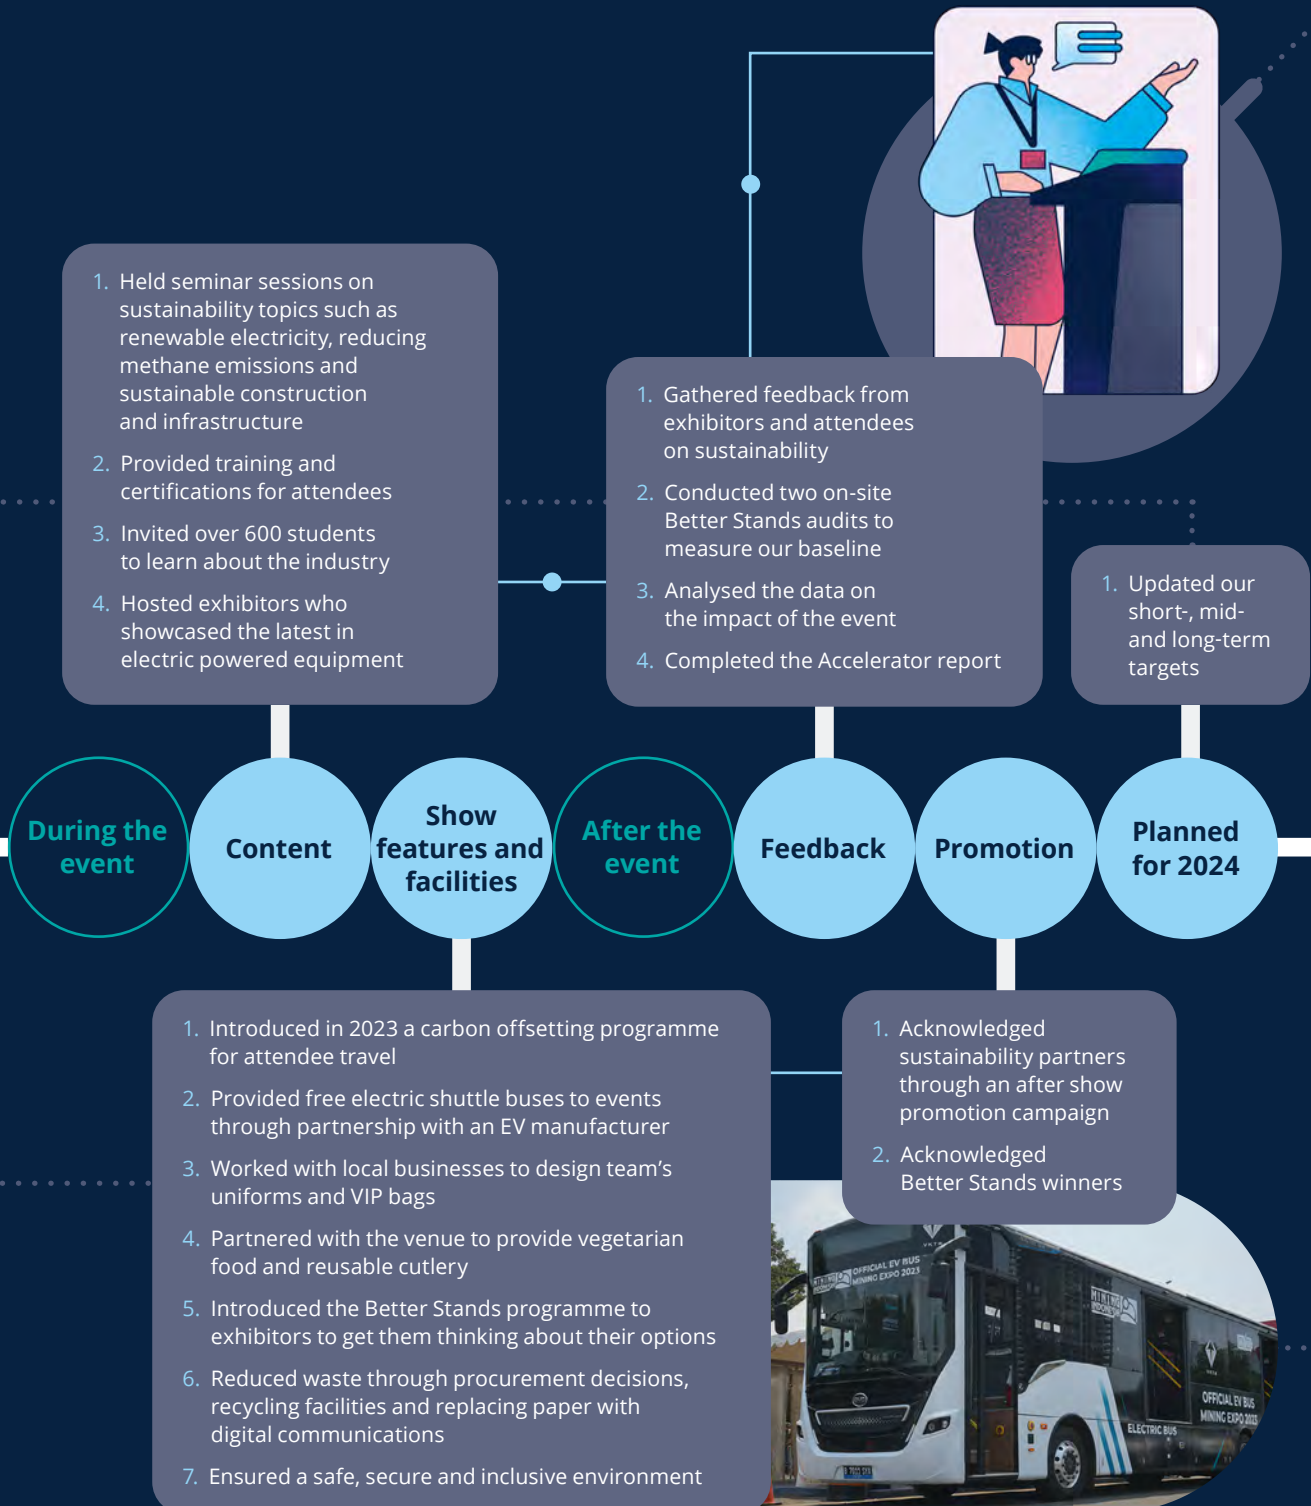 1. Held seminar sessions on
sustainability topics such as
renewable electricity, reducing
methane emissions and
sustainable construction
and infrastructure
2. Provided training and
certifications for attendees
3. Invited over 600 students
to learn about the industry
4. Hosted exhibitors who
showcased the latest in
electric powered equipment
1. Gathered feedback from
exhibitors and attendees
on sustainability
2. Conducted two on-site
Better Stands audits to
measure our baseline
3. Analysed the data on
the impact of the event
4. Completed the Accelerator report
1. Updated our
short-, mid-
and long-term
targets
During the
event
Content
Show
features and
facilities
After the
event
Feedback
Promotion
Planned
for 2024
1. Introduced in 2023 a carbon offsetting programme
for attendee travel
2. Provided free electric shuttle buses to events
through partnership with an EV manufacturer
3. Worked with local businesses to design team’s
uniforms and VIP bags
4. Partnered with the venue to provide vegetarian
food and reusable cutlery
5. Introduced the Better Stands programme to
exhibitors to get them thinking about their options
6. Reduced waste through procurement decisions,
recycling facilities and replacing paper with
digital communications
7. Ensured a safe, secure and inclusive environment
1. Acknowledged
sustainability partners
through an after show
promotion campaign
2. Acknowledged
Better Stands winners
VKTR
OFFICIAL EV BUS
MINING EXPO 2023
MINING
OFFICIAL EV BUS
MINING EXPO 2023
ELECTRIC BUS